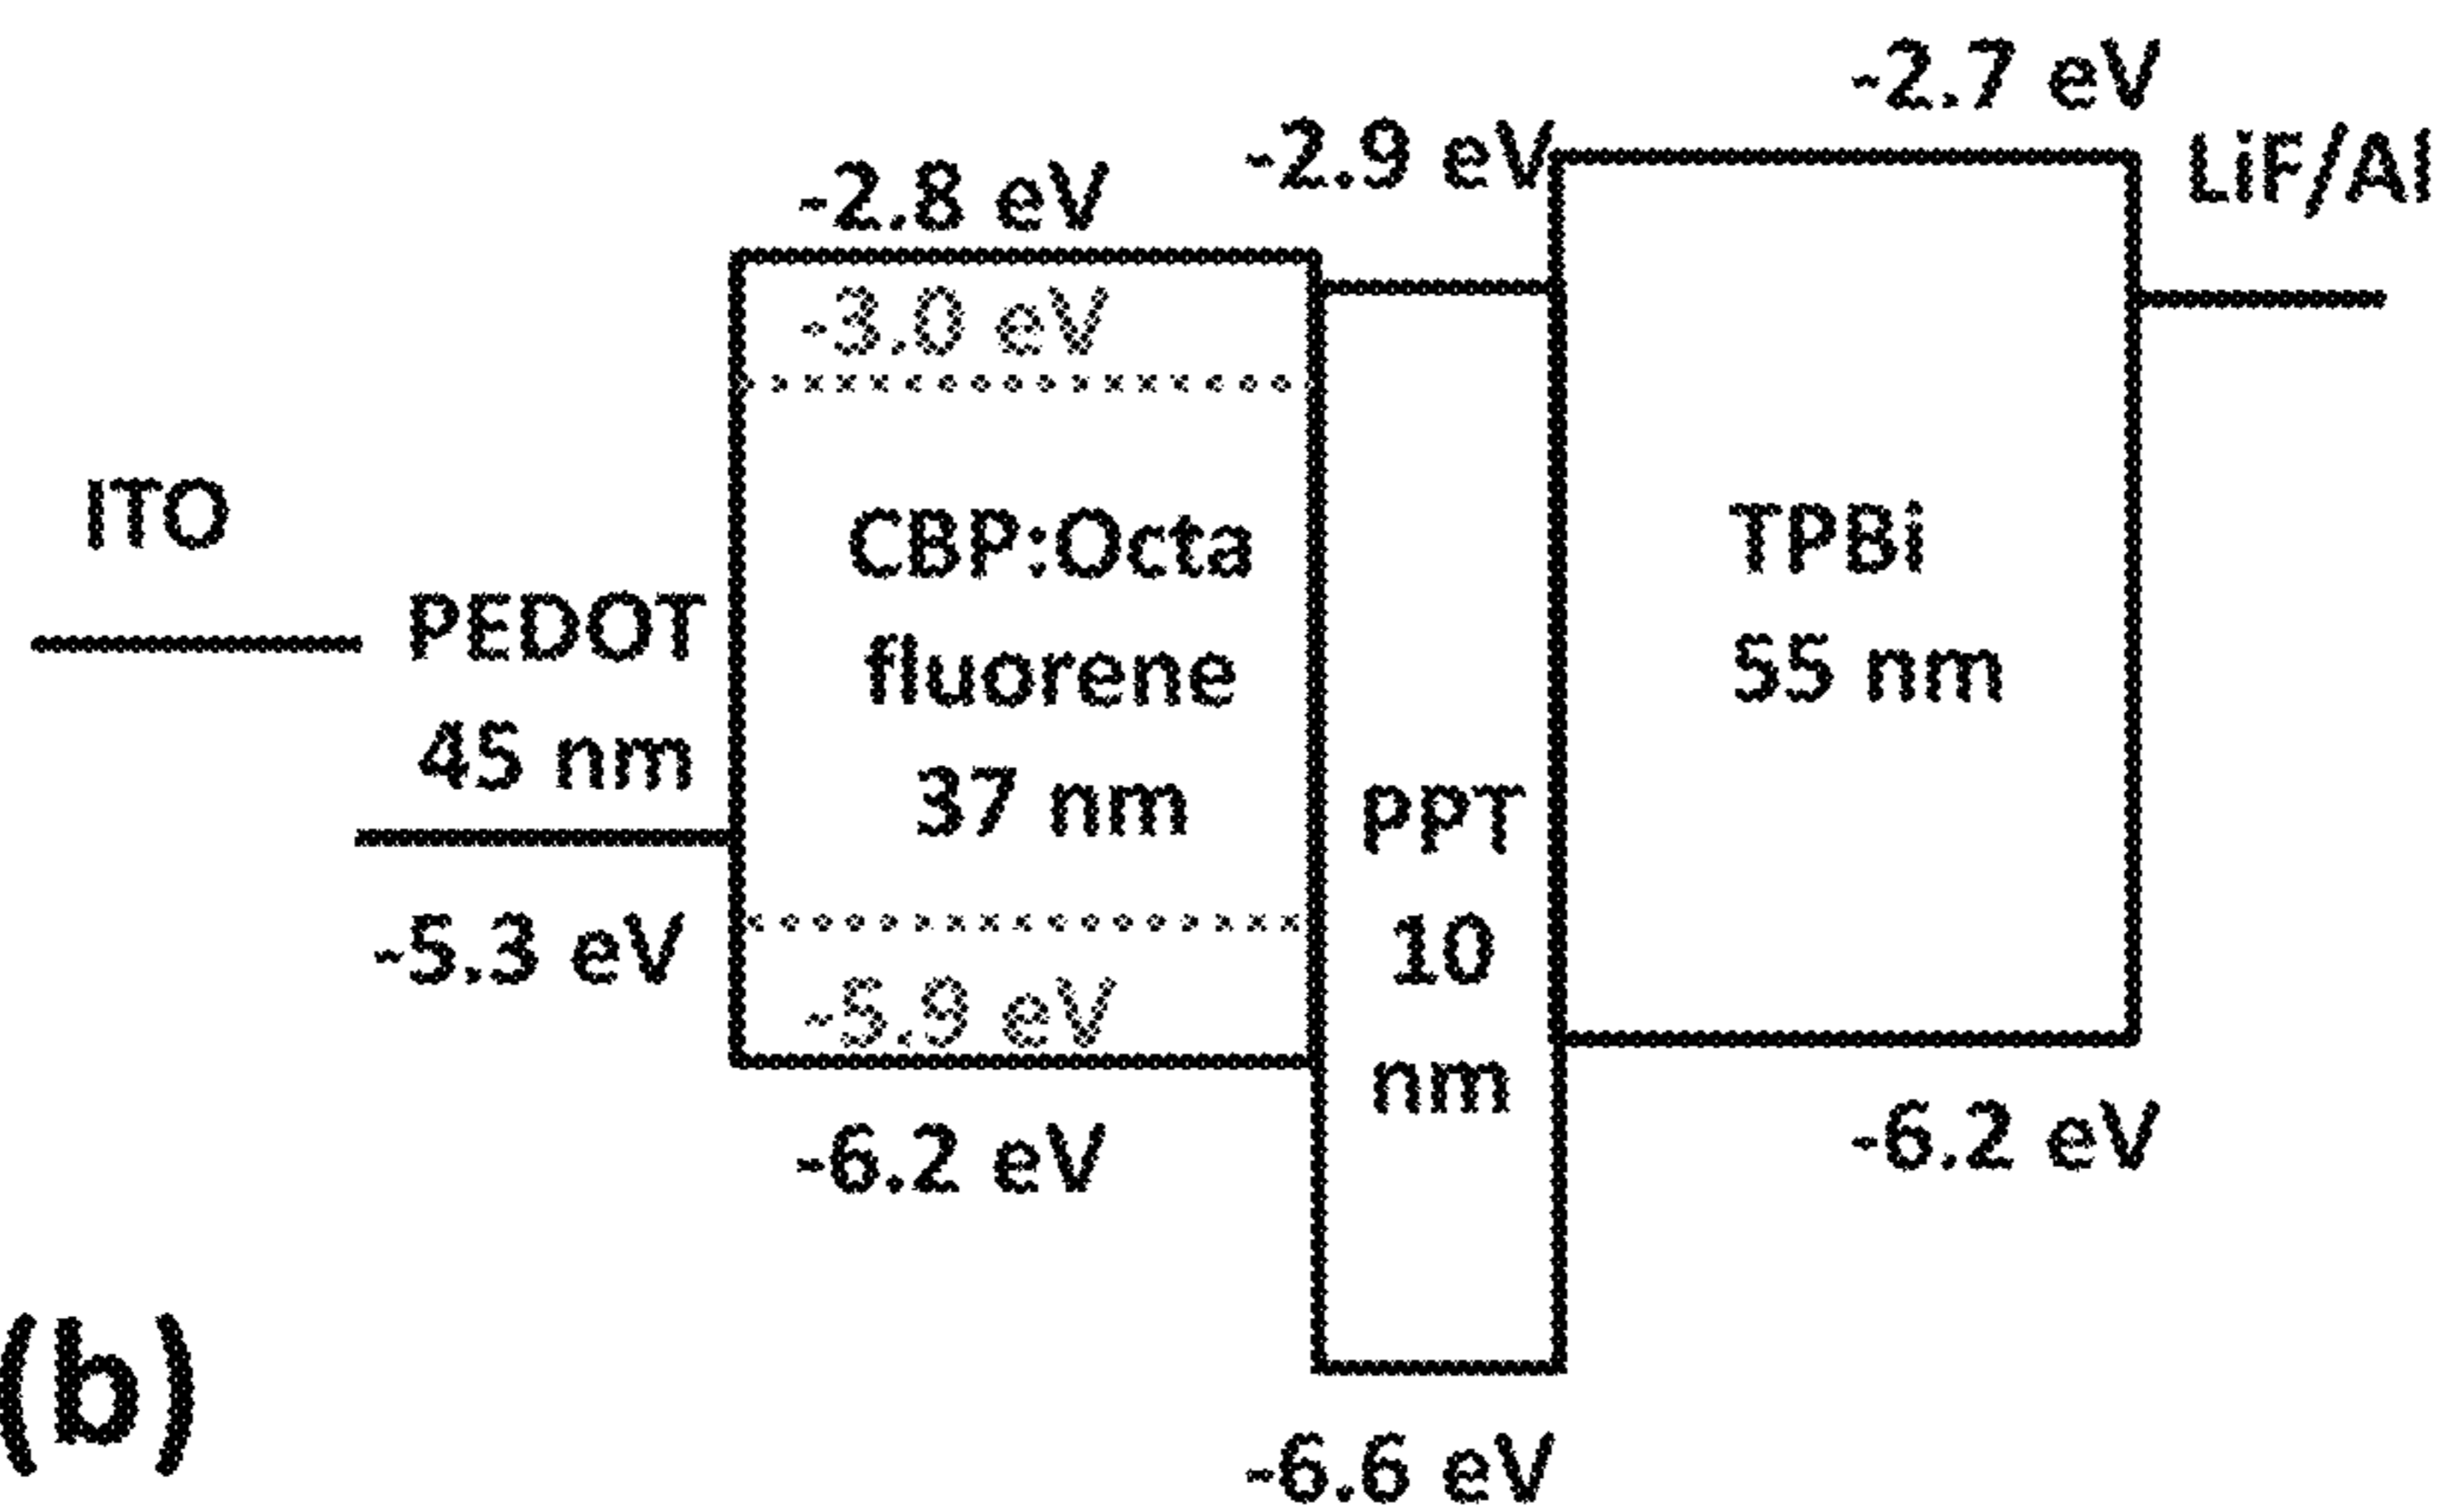 -2.7 eV
-2.9 eV
LiF/Al
-2.8 eV
-3.0 eV
ITO
PEDOT
45 nm
-5.3 eV
CBP:Octa
fluorene
37 nm
-5.9 eV
-6.2 eV
PPT
10
nm
-6.6 eV
TPBi
55 nm
-6.2 eV
(b)